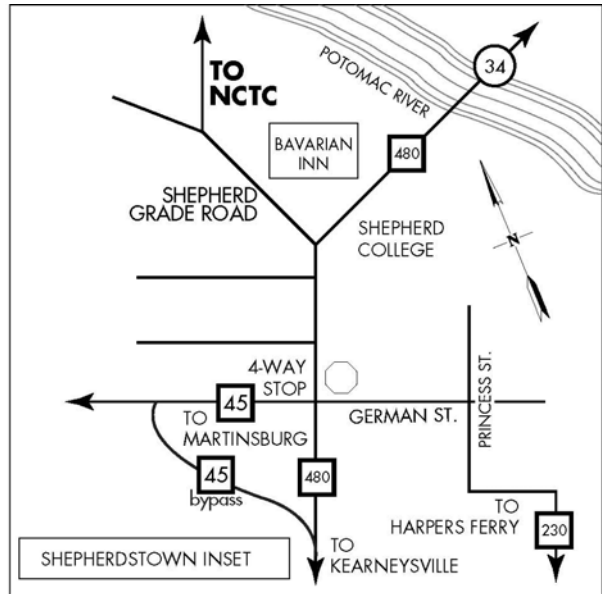 TO
NCTC
POTOMAC RIVER
34
BAVARIAN
INN
480
SHEPHERD
GRADE ROAD
SHEPHERD
COLLEGE
N
4-WAY
STOP
45
TO
MARTINSBURG
GERMAN ST.
PRINCESS ST.
45
bypass
480
TO
HARPERS FERRY
230
TO
KEARNEYSVILLE
SHEPHERDSTOWN INSET